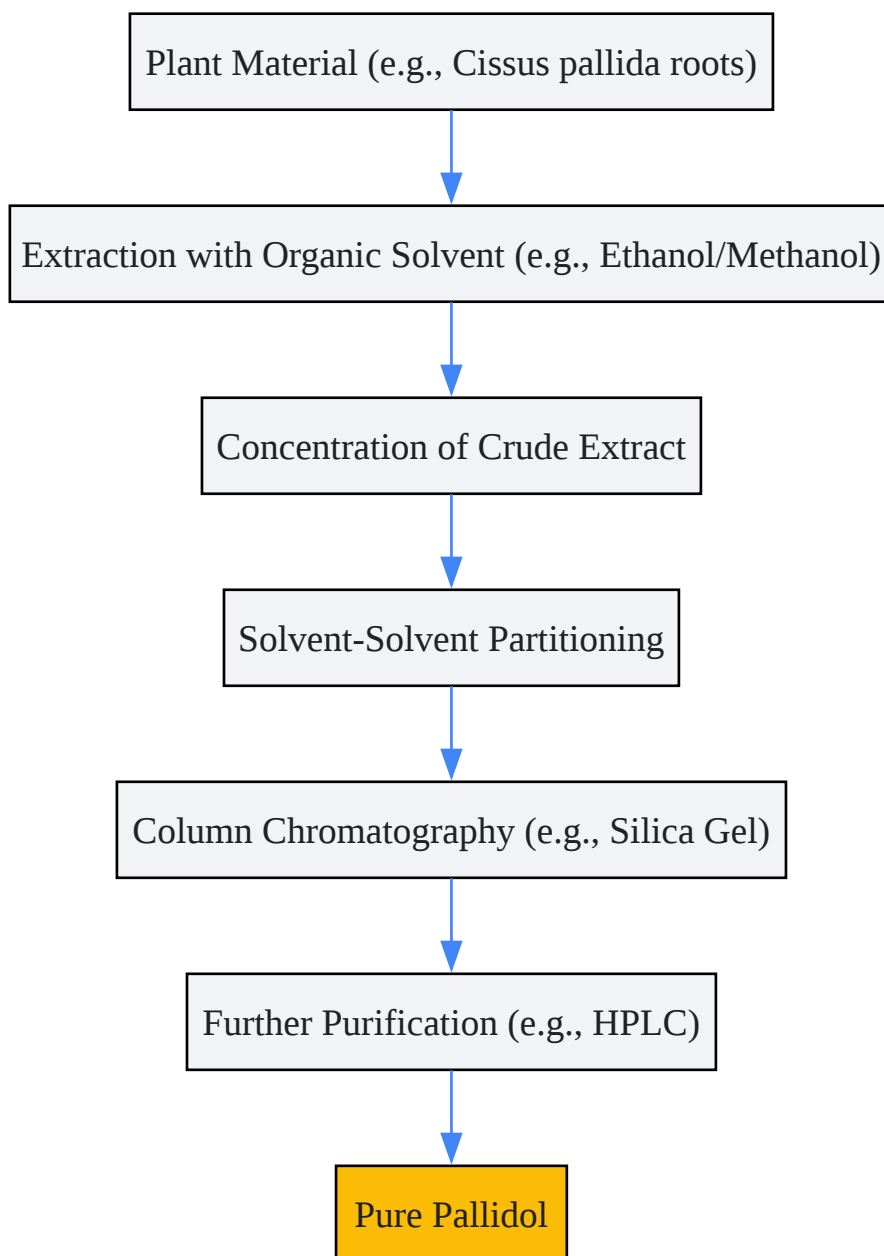 Plant Material (e.g., Cissus pallida roots)
Extraction with Organic Solvent (e.g., Ethanol/Methanol)
Concentration of Crude Extract
Solvent-Solvent Partitioning
Column Chromatography (e.g., Silica Gel)
Further Purification (e.g., HPLC)
Pure Pallidol